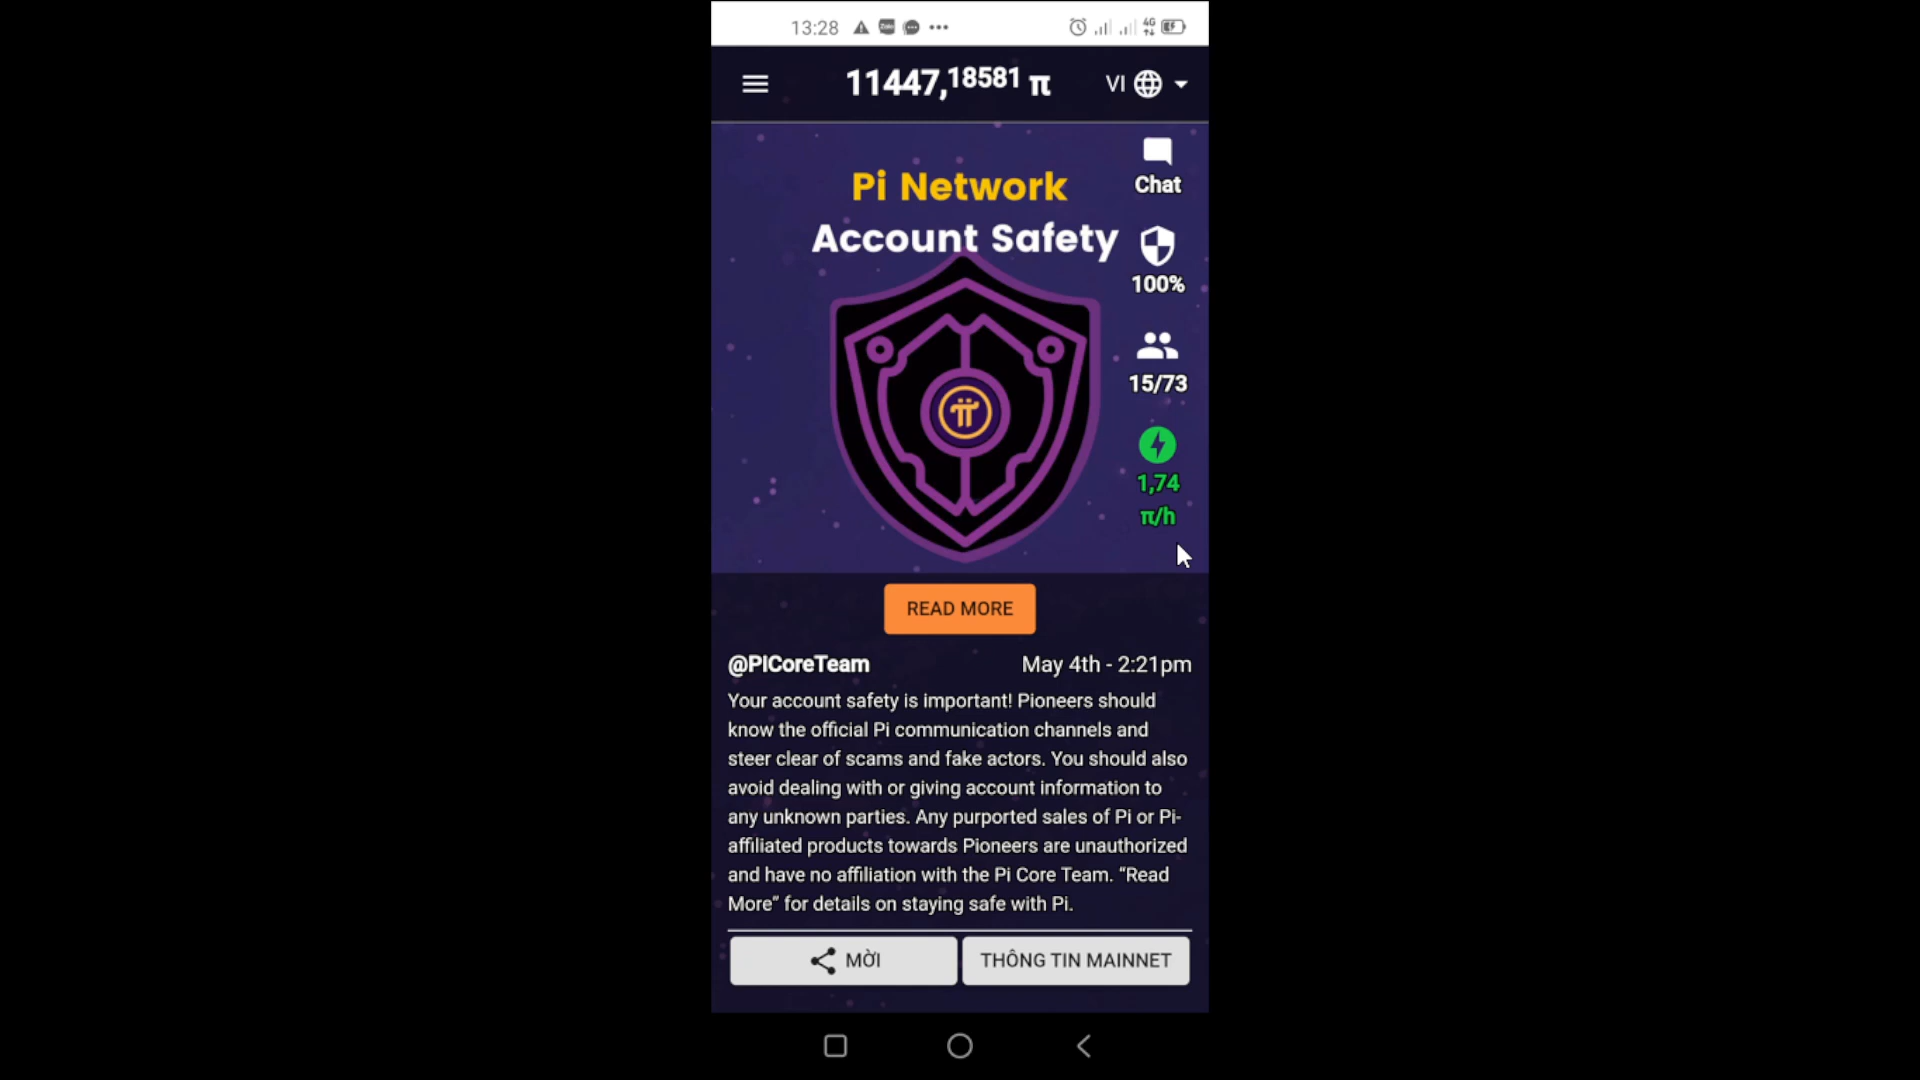 13:28
Zalo
4G
11447,18581 π
VI
Pi Network
Account Safety
Chat
100%
15/73
1,74
π/h
READ MORE
@PICoreTeam
May 4th - 2:21pm
Your account safety is important! Pioneers should
know the official Pi communication channels and
steer clear of scams and fake actors. You should also
avoid dealing with or giving account information to
any unknown parties. Any purported sales of Pi or Pi-
affiliated products towards Pioneers are unauthorized
and have no affiliation with the Pi Core Team. “Read
More” for details on staying safe with Pi.
MỜI
THÔNG TIN MAINNET